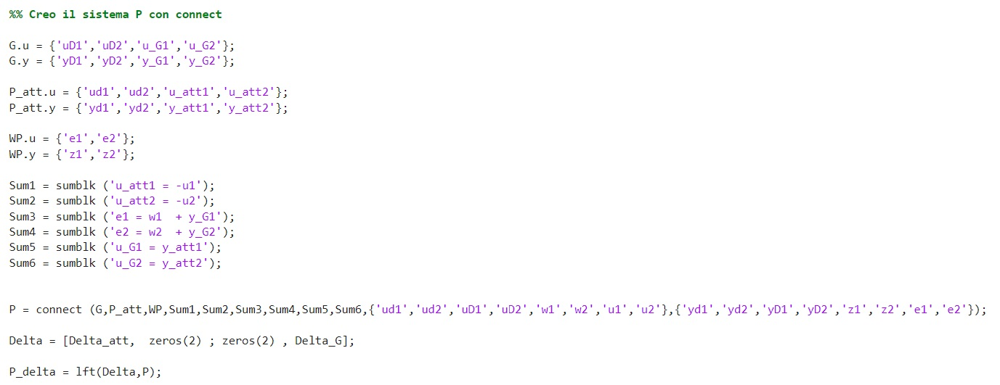 %% Creo il sistema P con connect
G.u = {'uD1','uD2','u_G1','u_G2'};
G.y = {'yD1','yD2','y_G1','y_G2'};
P_att.u = {'ud1','ud2','u_att1','u_att2'};
P_att.y = {'yd1','yd2','y_att1','y_att2'};
WP.u = {'e1','e2'};
WP.y = {'z1','z2'};
Sum1 = sumblk ('u_att1 = -u1');
Sum2 = sumblk ('u_att2 = -u2');
Sum3 = sumblk ('e1 = w1  + y_G1');
Sum4 = sumblk ('e2 = w2  + y_G2');
Sum5 = sumblk ('u_G1 = y_att1');
Sum6 = sumblk ('u_G2 = y_att2');
P = connect (G,P_att,WP,Sum1,Sum2,Sum3,Sum4,Sum5,Sum6,{'ud1','ud2','uD1','uD2','w1','w2','u1','u2'},{'yd1','yd2','yD1','yD2','z1','z2','e1','e2'});
Delta = [Delta_att,  zeros(2) ; zeros(2) , Delta_G];
P_delta = lft(Delta,P);